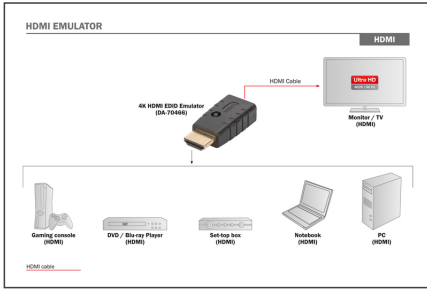 HDMI EMULATOR
HDMI
HDMI Cable
Ultra HD
4K HDMI EDID Emulator
(DA-70466)
Monitor / TV
(HDMI)
Gaming console
(HDMI)
DVD / Blu-ray Player
(HDMI)
Set-top box
(HDMI)
Notebook
(HDMI)
PC
(HDMI)
HDMI cable